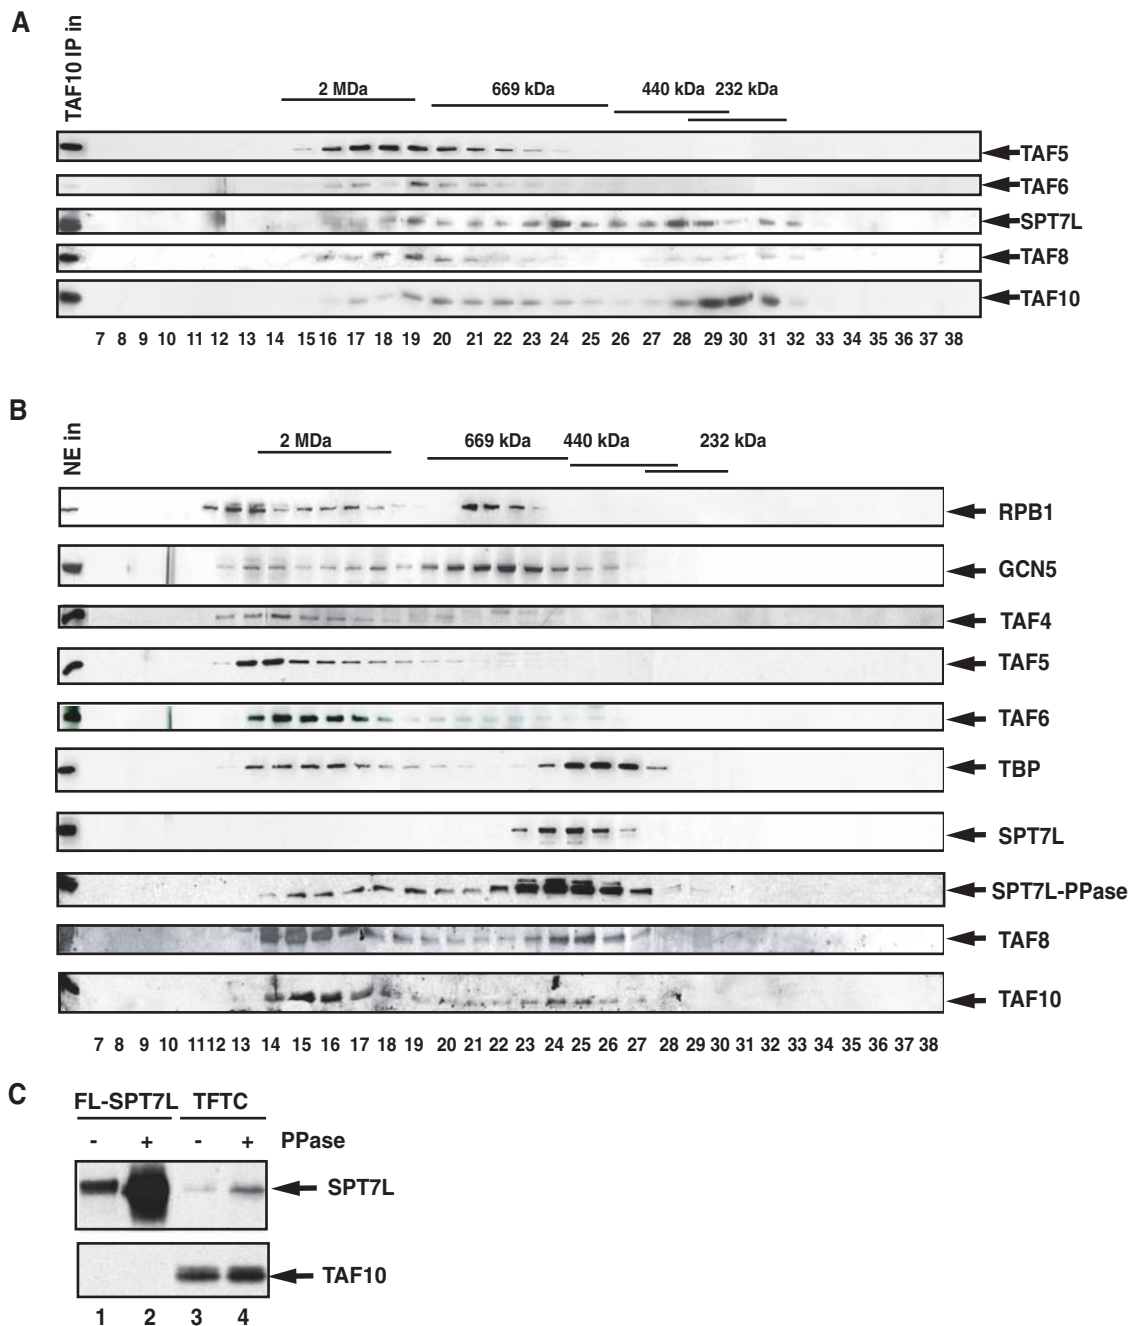 A
TAF10 IP in
2 MDa 669 kDa 440 kDa 232 kDa
TAF5
TAF6
SPT7L
TAF8
TAF10
7 8 9 10 11 12 13 14 15 16 17 18 19 20 21 22 23 24 25 26 27 28 29 30 31 32 33 34 35 36 37 38
B
NE in
2 MDa 669 kDa 440 kDa 232 kDa
RPB1
GCN5
TAF4
TAF5
TAF6
TBP
SPT7L
SPT7L-PPase
TAF8
TAF10
7 8 9 10 11 12 13 14 15 16 17 18 19 20 21 22 23 24 25 26 27 28 29 30 31 32 33 34 35 36 37 38
C
FL-SPT7L TFTC
- + - + PPase
SPT7L
TAF10
1 2 3 4